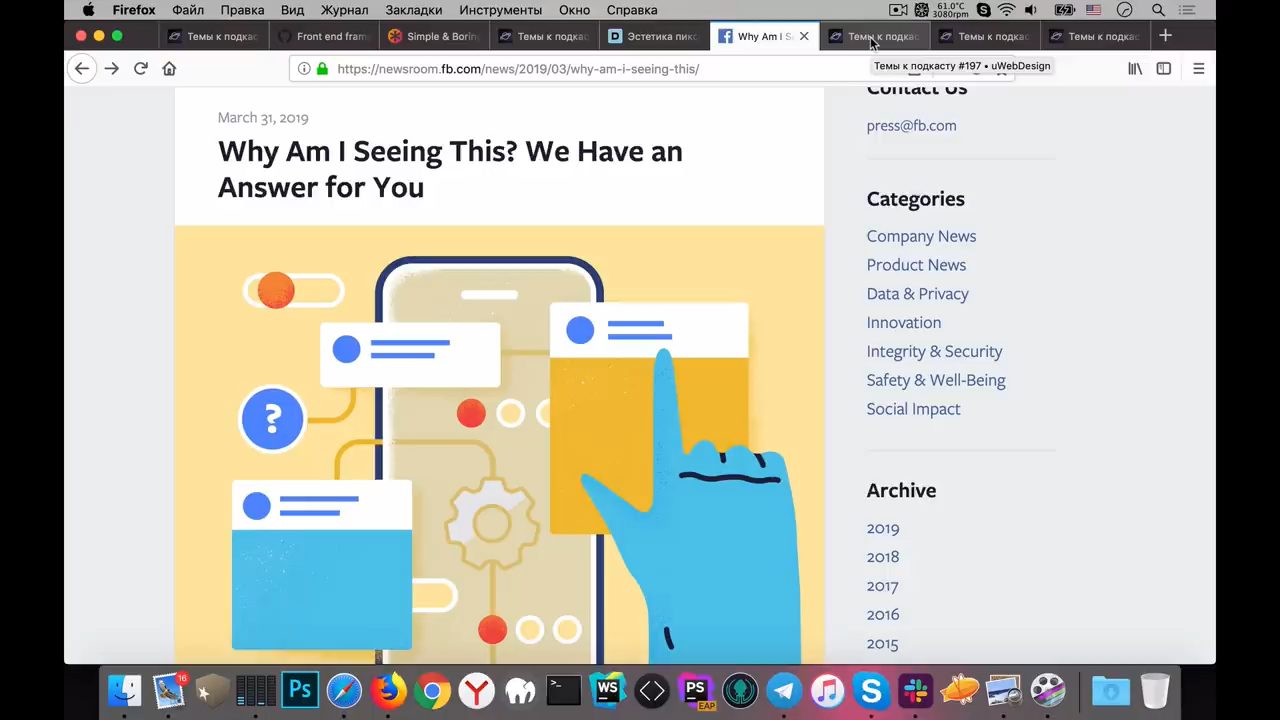 Firefox Файл Правка Вид Журнал Закладки Инструменты Окно Справка
61.0°C
3080rpm
Темы к подкас
Front end fram
Simple & Borin
Темы к подкас
Эстетика пикс
Why Am I S
Темы к подкас
Темы к подкас
Темы к подкас
https://newsroom.fb.com/news/2019/03/why-am-i-seeing-this/
Темы к подкасту #197 • uWebDesign
March 31, 2019
Why Am I Seeing This? We Have an
Answer for You
?
Contact Us
press@fb.com
Categories
Company News
Product News
Data & Privacy
Innovation
Integrity & Security
Safety & Well-Being
Social Impact
Archive
2019
2018
2017
2016
2015
16
Ps
WS
PS
EAP